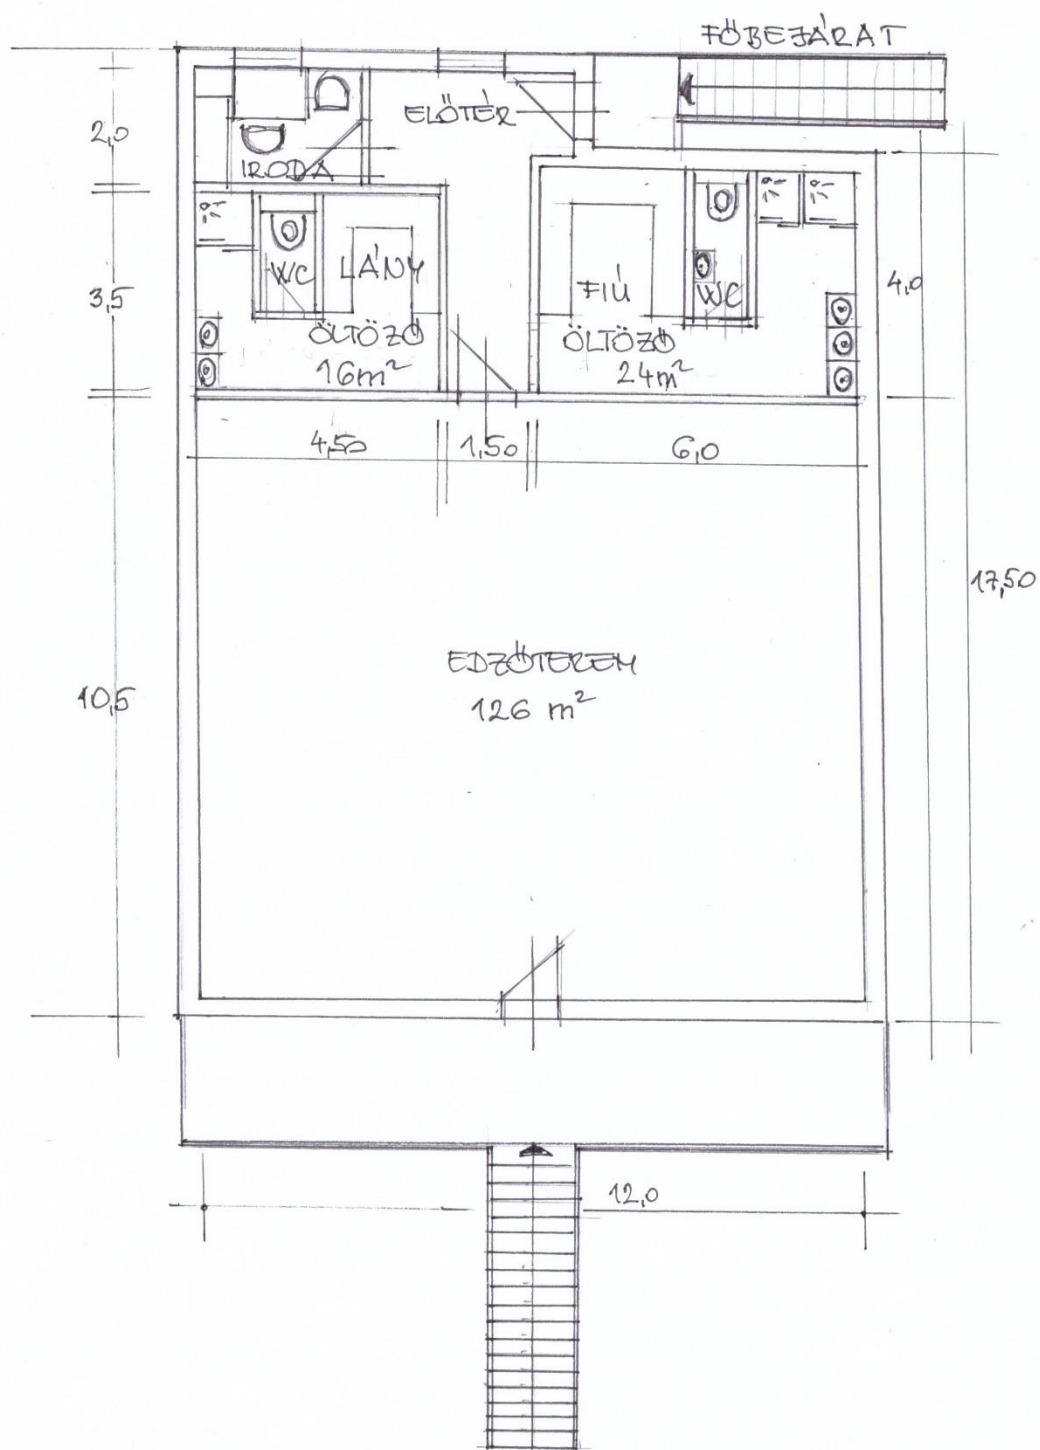 FŐBEJÁRAT
ELŐTÉR
2,0
IRODA
WC
LÁNY
FIÚ
WC
4,0
3,5
ÖLTÖZŐ
16m²
ÖLTÖZŐ
24m²
4,50
1,50
6,0
17,50
EDZŐTEREM
126 m²
10,5
12,0